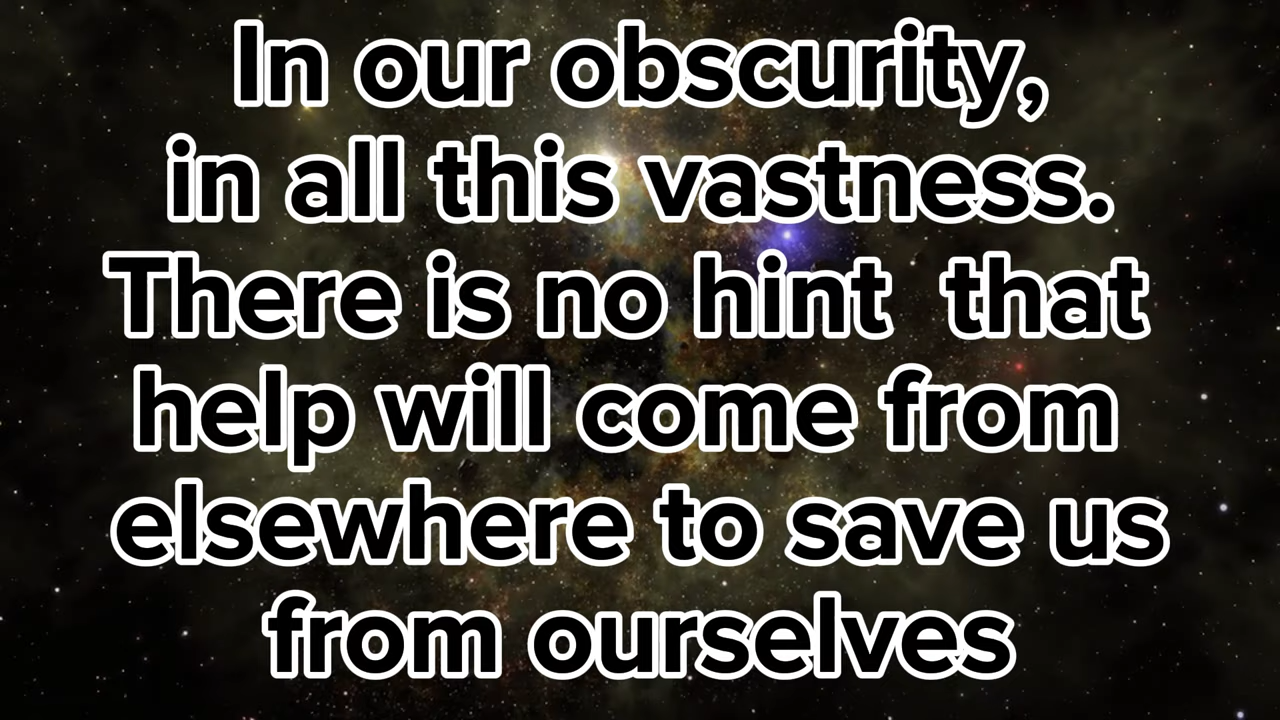 In our obscurity,
in all this vastness.
There is no hint  that
help will come from
elsewhere to save us
from ourselves